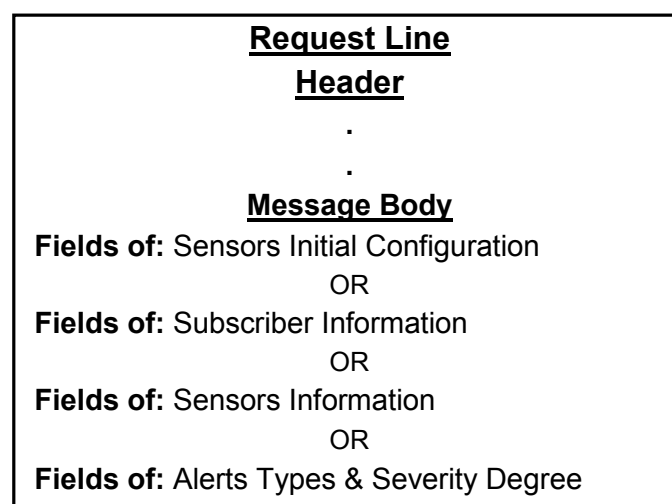 Request Line
Header
.
.
Message Body
Fields of: Sensors Initial Configuration
OR
Fields of: Subscriber Information
OR
Fields of: Sensors Information
OR
Fields of: Alerts Types & Severity Degree